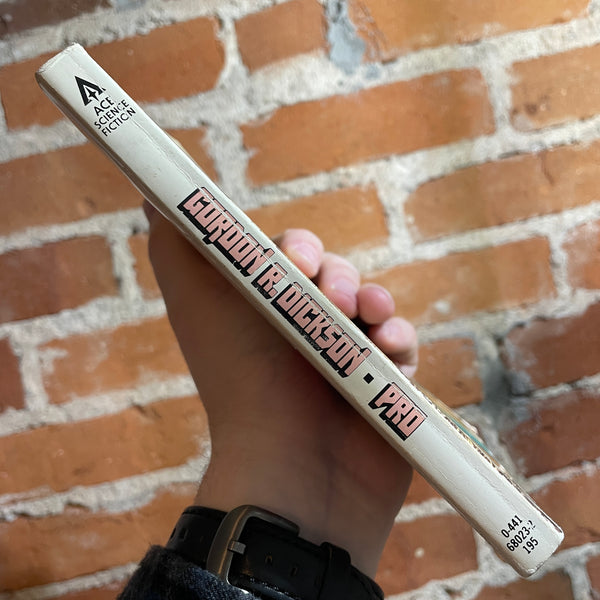 ACE
SCIENCE
FICTION
GORDON R. DICKSON · PRO
0-441
68023-2
195